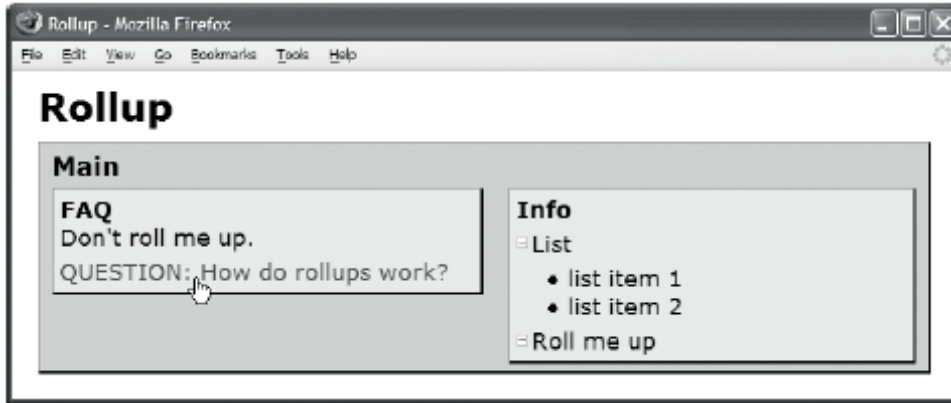 Rollup - Mozilla Firefox
File Edit View Go Bookmarks Tools Help
Rollup
Main
FAQ
Don't roll me up.
QUESTION: How do rollups work?
Info
List
• list item 1
• list item 2
Roll me up